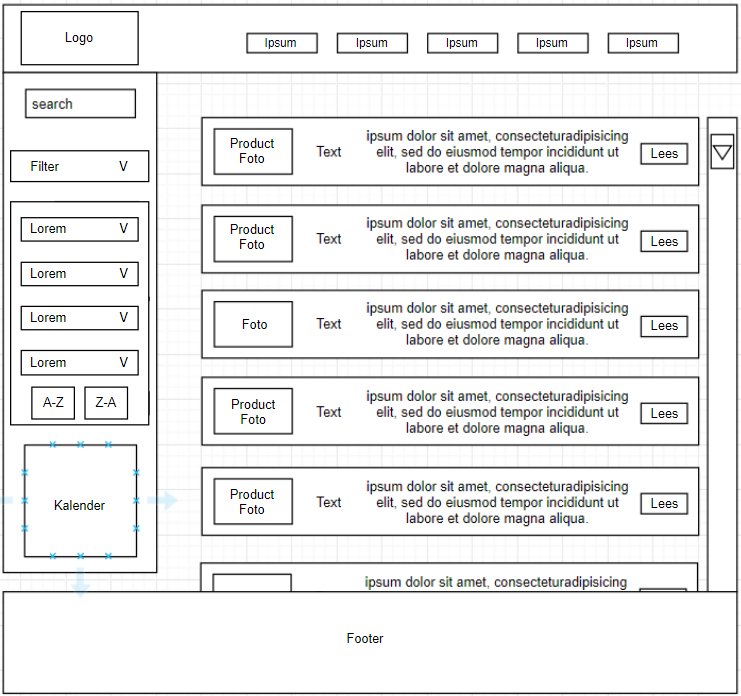 Logo
Ipsum
Ipsum
Ipsum
Ipsum
Ipsum
search
Filter V
Lorem V
Lorem V
Lorem V
Lorem V
A-Z
Z-A
Kalender
Product
Foto
Text
ipsum dolor sit amet, consecteturadipisicing
elit, sed do eiusmod tempor incididunt ut
labore et dolore magna aliqua.
Lees
Product
Foto
Text
ipsum dolor sit amet, consecteturadipisicing
elit, sed do eiusmod tempor incididunt ut
labore et dolore magna aliqua.
Lees
Foto
Text
ipsum dolor sit amet, consecteturadipisicing
elit, sed do eiusmod tempor incididunt ut
labore et dolore magna aliqua.
Lees
Product
Foto
Text
ipsum dolor sit amet, consecteturadipisicing
elit, sed do eiusmod tempor incididunt ut
labore et dolore magna aliqua.
Lees
Product
Foto
Text
ipsum dolor sit amet, consecteturadipisicing
elit, sed do eiusmod tempor incididunt ut
labore et dolore magna aliqua.
Lees
ipsum dolor sit amet, consecteturadipisicing
Footer